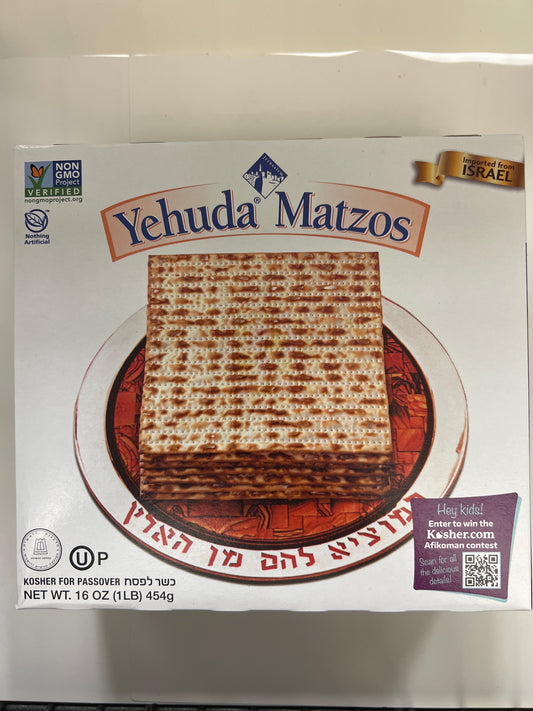 NON
GMO
Project
VERIFIED
nongmoproject.org
Nothing
Artificial
Imported from
ISRAEL
Yehuda® Matzos
המוציא להם מן הארץ
Hey kids!
Enter to win the
Kosher.com
Afikoman contest
Scan for all
the delicious
details!
U P
KOSHER FOR PASSOVER כשר לפסח
NET WT. 16 OZ (1LB) 454g